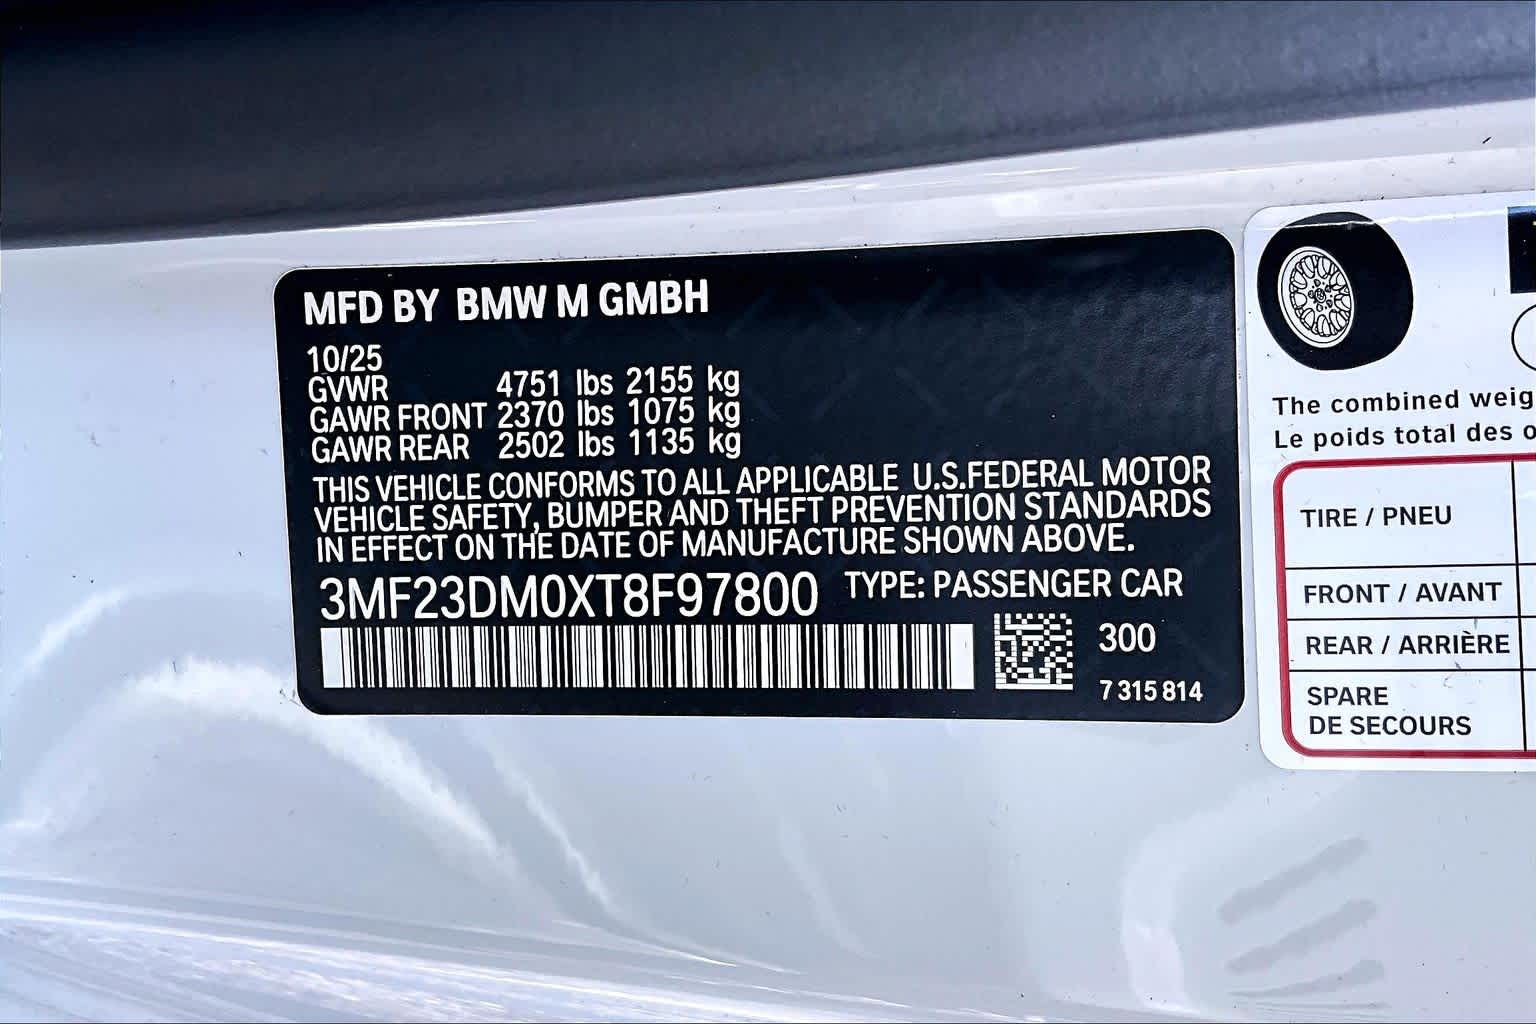 MFD BY BMW M GMBH
10/25
GVWR 4751 lbs 2155 kg
GAWR FRONT 2370 lbs 1075 kg
GAWR REAR 2502 lbs 1135 kg
THIS VEHICLE CONFORMS TO ALL APPLICABLE U.S.FEDERAL MOTOR
VEHICLE SAFETY, BUMPER AND THEFT PREVENTION STANDARDS
IN EFFECT ON THE DATE OF MANUFACTURE SHOWN ABOVE.
3MF23DM0XT8F97800 TYPE: PASSENGER CAR
300
7 315 814
The combined weig
Le poids total des o
TIRE / PNEU
FRONT / AVANT
REAR / ARRIÈRE
SPARE
DE SECOURS